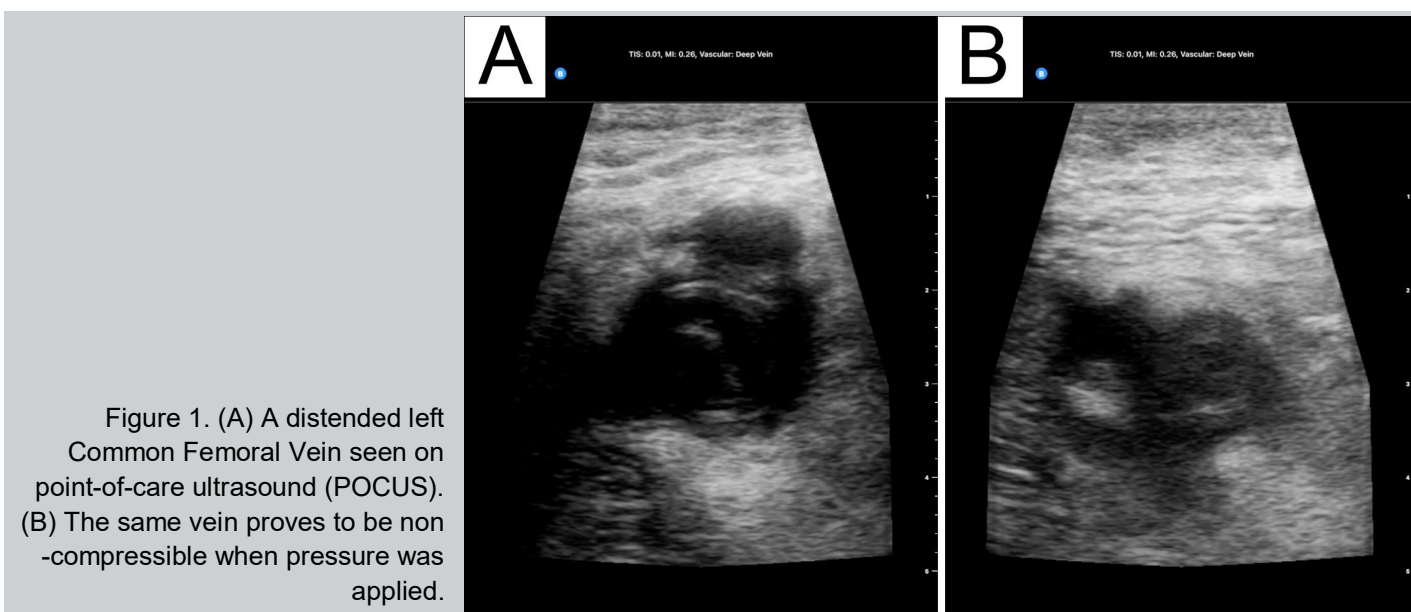 A
TIS: 0.01, MI: 0.26, Vascular: Deep Vein
B
1
2
3
4
5
B
TIS: 0.01, MI: 0.26, Vascular: Deep Vein
B
1
2
3
4
5
Figure 1. (A) A distended left
Common Femoral Vein seen on
point-of-care ultrasound (POCUS).
(B) The same vein proves to be non
-compressible when pressure was
applied.